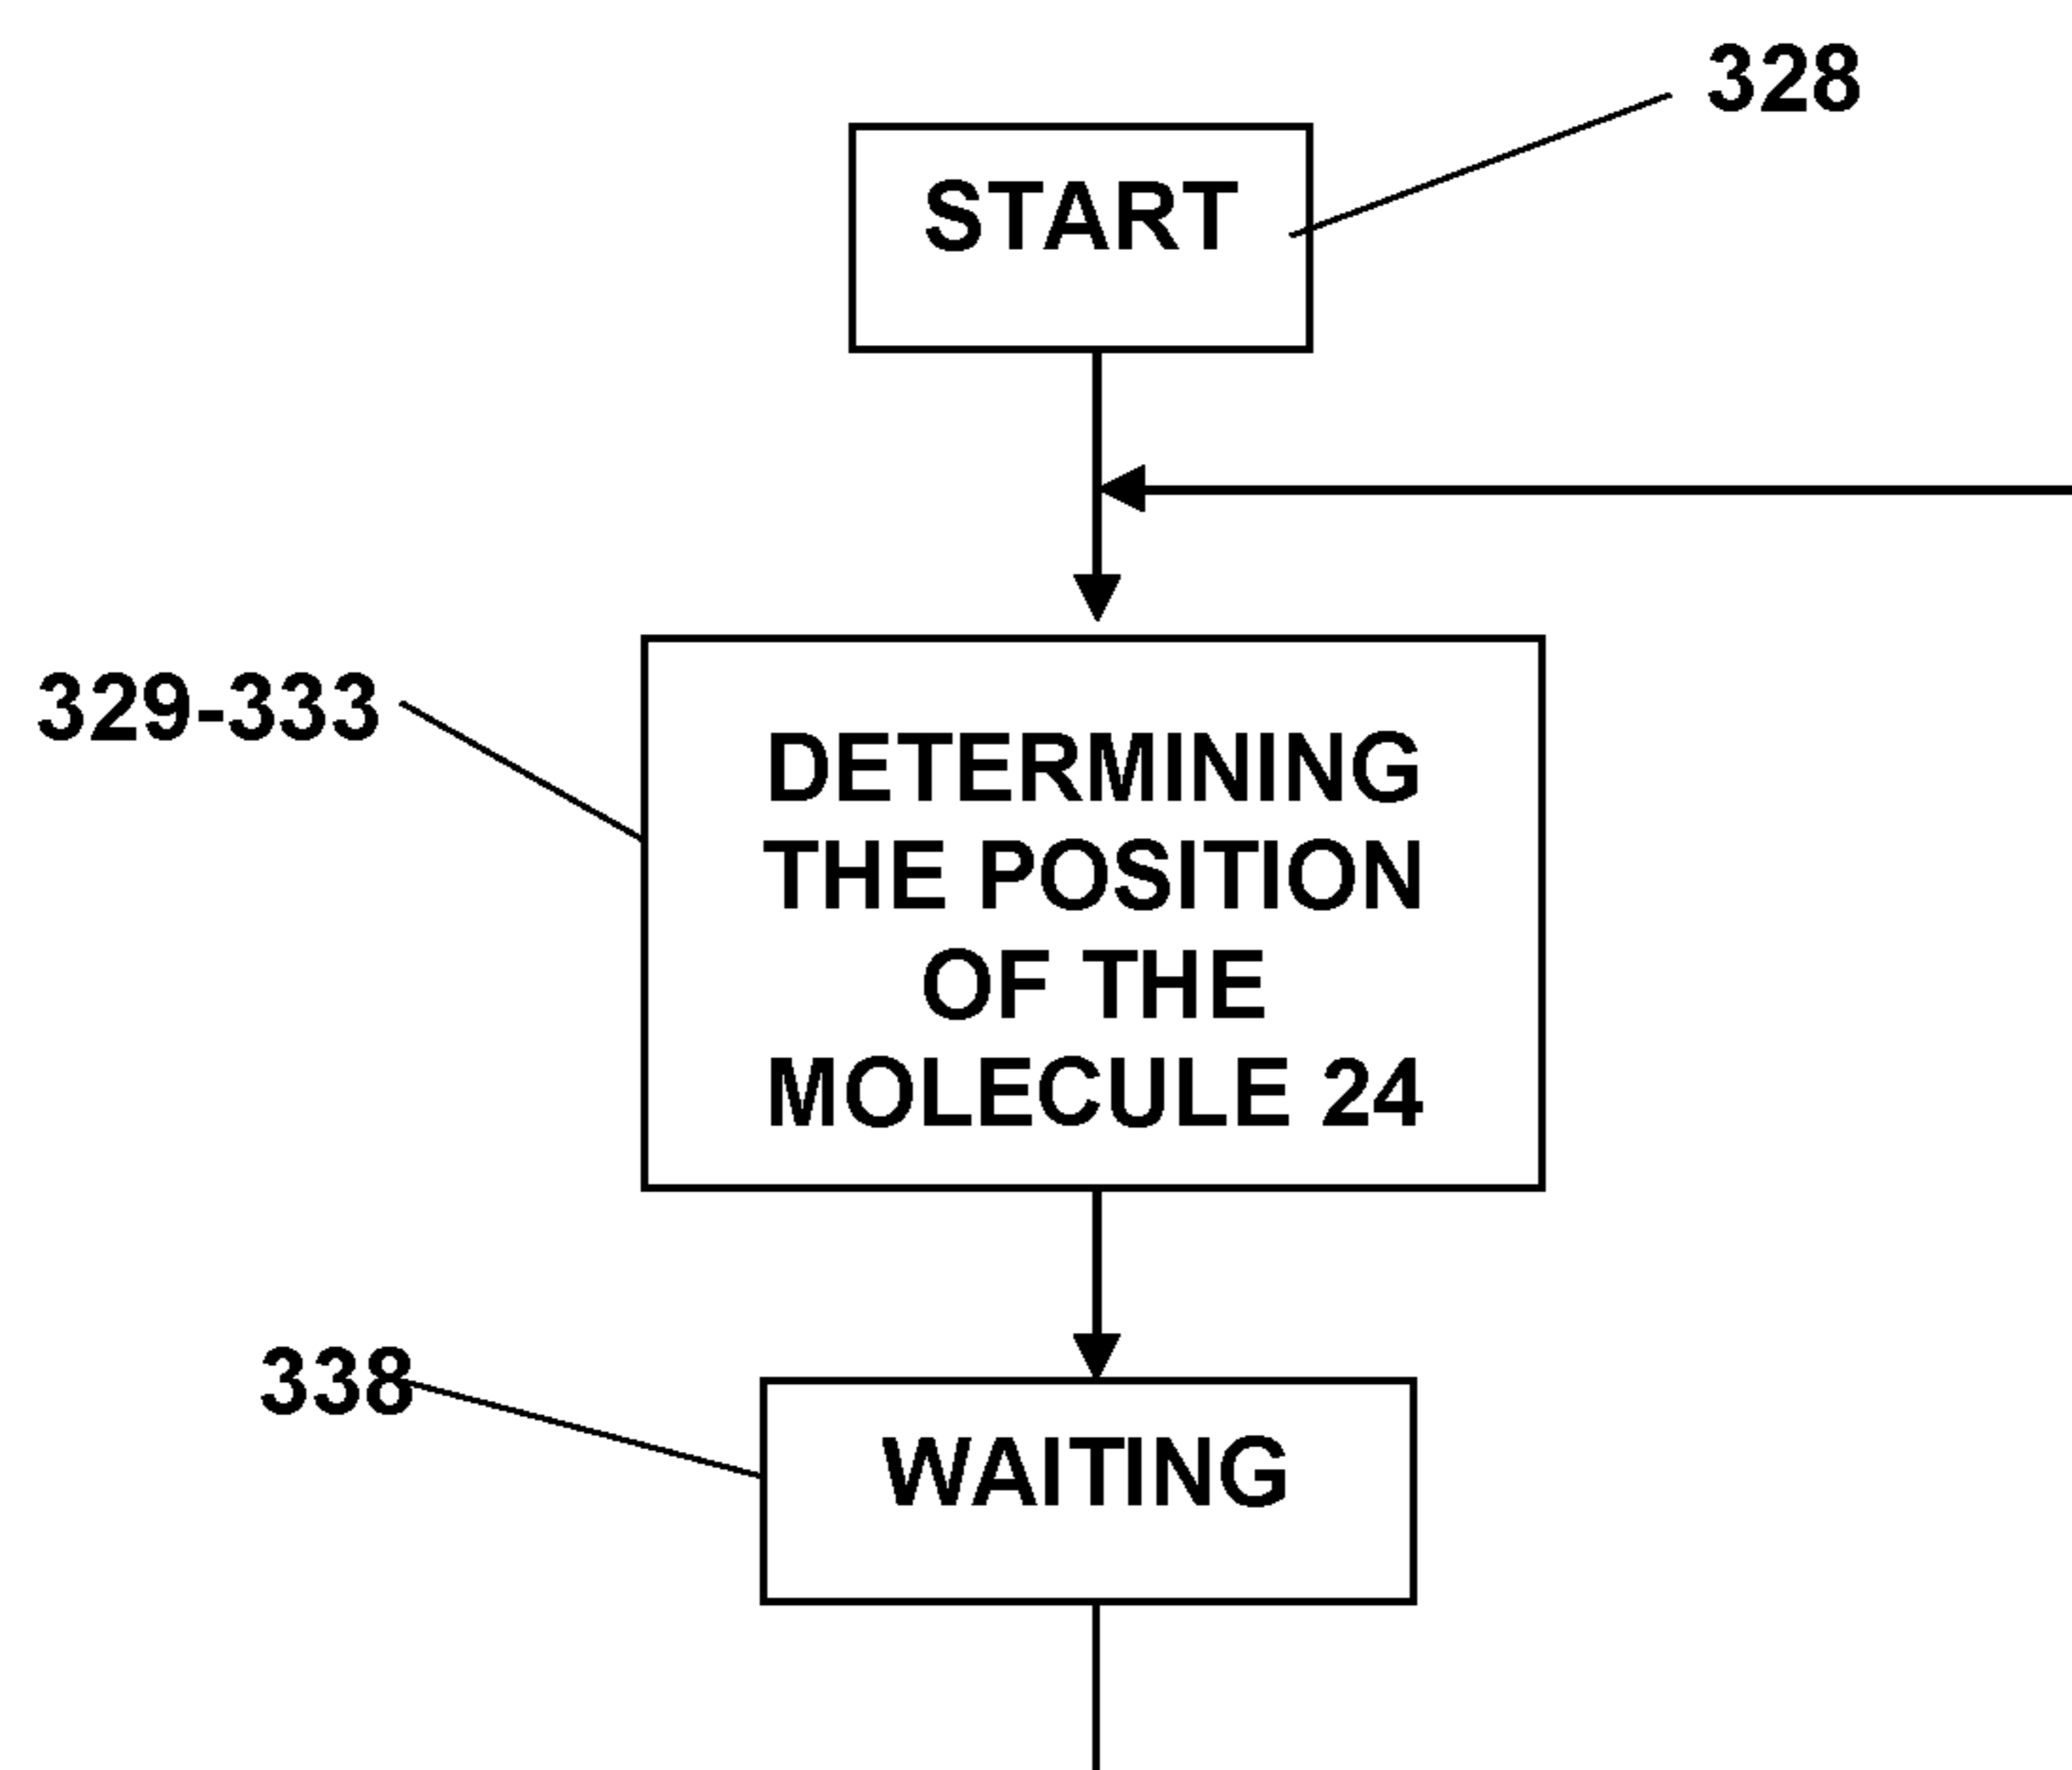 328
START
329-333
DETERMINING
THE POSITION
OF THE
MOLECULE 24
338
WAITING